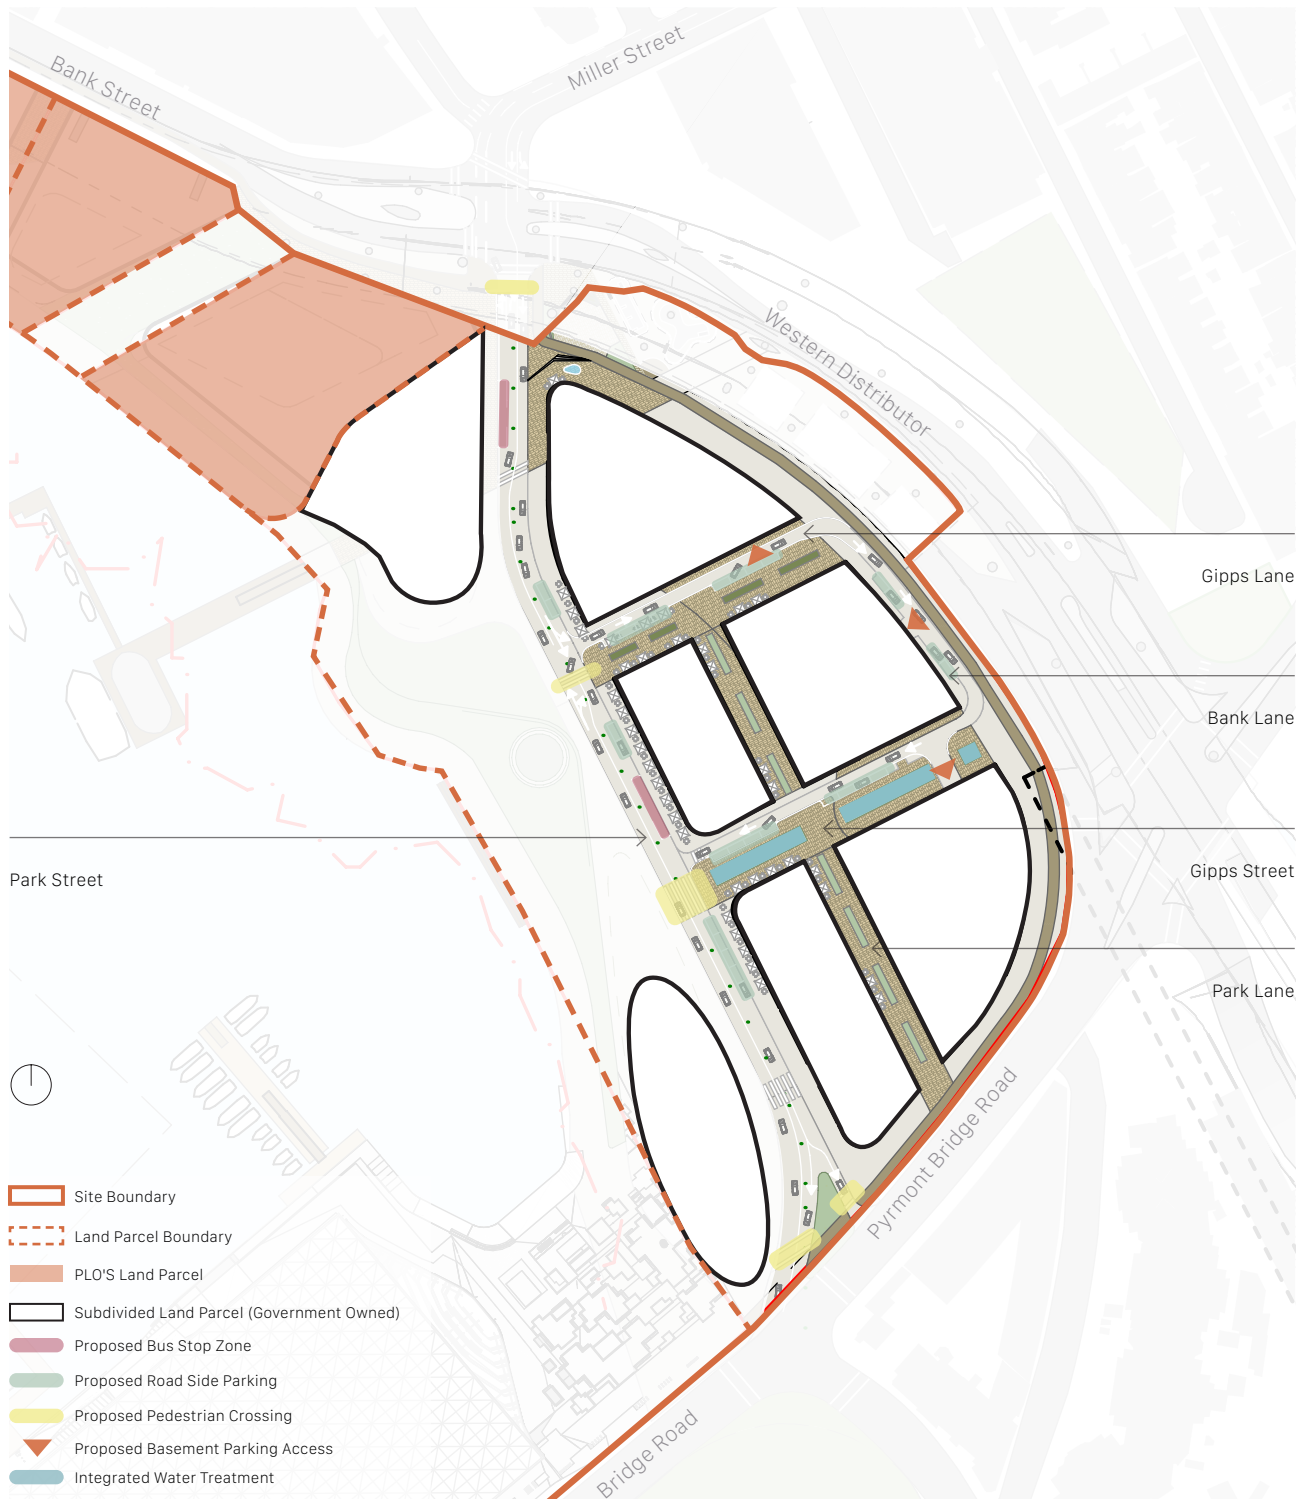 Bank Street
Miller Street
Western Distributor
Gipps Lane
Bank Lane
Park Street
Gipps Street
Park Lane
Pyrmont Bridge Road
Site Boundary
Land Parcel Boundary
PLO'S Land Parcel
Subdivided Land Parcel (Government Owned)
Proposed Bus Stop Zone
Proposed Road Side Parking
Proposed Pedestrian Crossing
Proposed Basement Parking Access
Integrated Water Treatment
Bridge Road